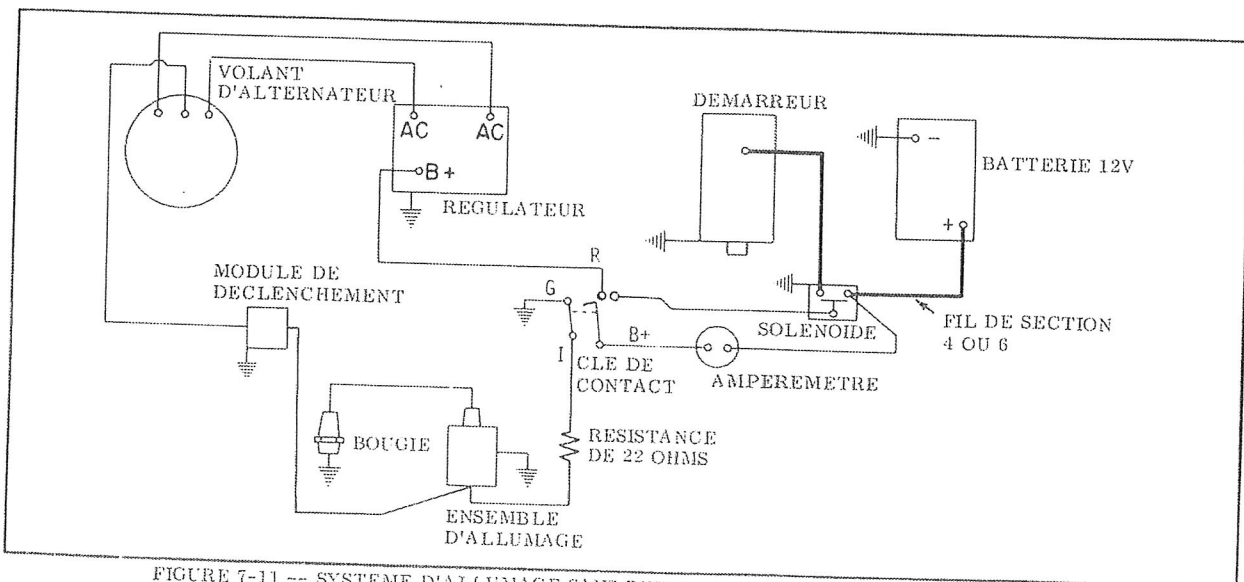 VOLANT
D'ALTERNATEUR
AC AC
B+
REGULATEUR
DEMARREUR
-
BATTERIE 12V
+
MODULE DE
DECLENCHEMENT
R
G
I
B+
CLE DE
CONTACT
SOLENOIDE
FIL DE SECTION
4 OU 6
AMPEREMETRE
BOUGIE
RESISTANCE
DE 22 OHMS
ENSEMBLE
D'ALLUMAGE
FIGURE 7-11 -- SYSTEME D'ALLUMAGE SANS